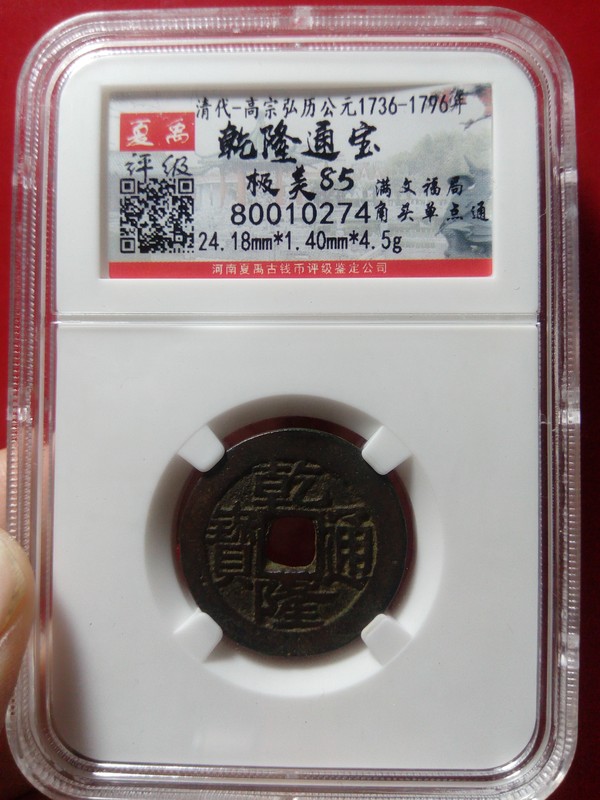 清代-高宗弘历公元1736-1796年
夏禹
评级
乾隆通宝
极美85
满文福局
80010274
角头单点通
24.18mm*1.40mm*4.5g
河南夏禹古钱币评级鉴定公司
乾
隆
通
寶